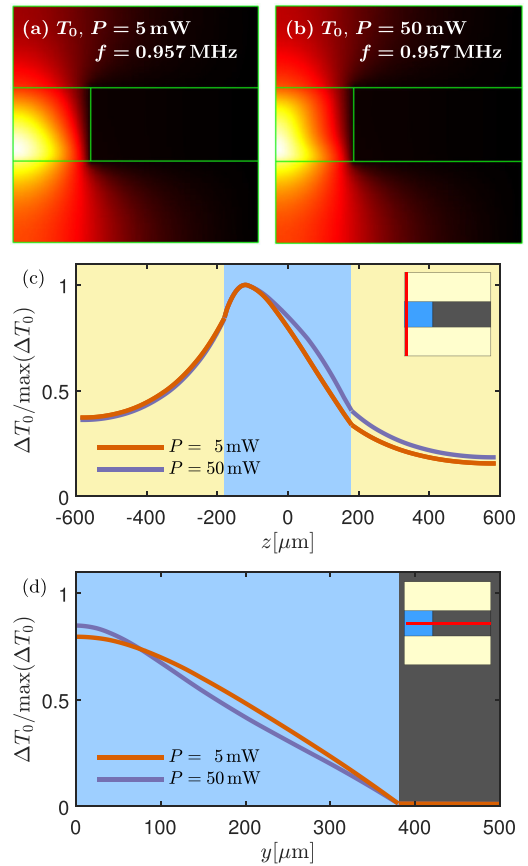 (a) T₀, P = 5 mW
f = 0.957 MHz
(b) T₀, P = 50 mW
f = 0.957 MHz
(c)
ΔT₀/max(ΔT₀)
1
0.5
0
P = 5 mW
P = 50 mW
-600 -400 -200 0 200 400 600
z[μm]
(d)
ΔT₀/max(ΔT₀)
1
0.5
0
P = 5 mW
P = 50 mW
0 100 200 300 400 500
y[μm]